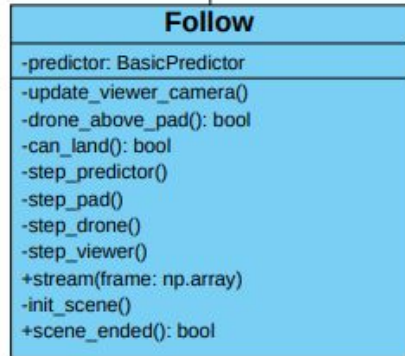 Follow
-predictor: BasicPredictor
-update_viewer_camera()
-drone_above_pad(): bool
-can_land(): bool
-step_predictor()
-step_pad()
-step_drone()
-step_viewer()
+stream(frame: np.array)
-init_scene()
+scene_ended(): bool